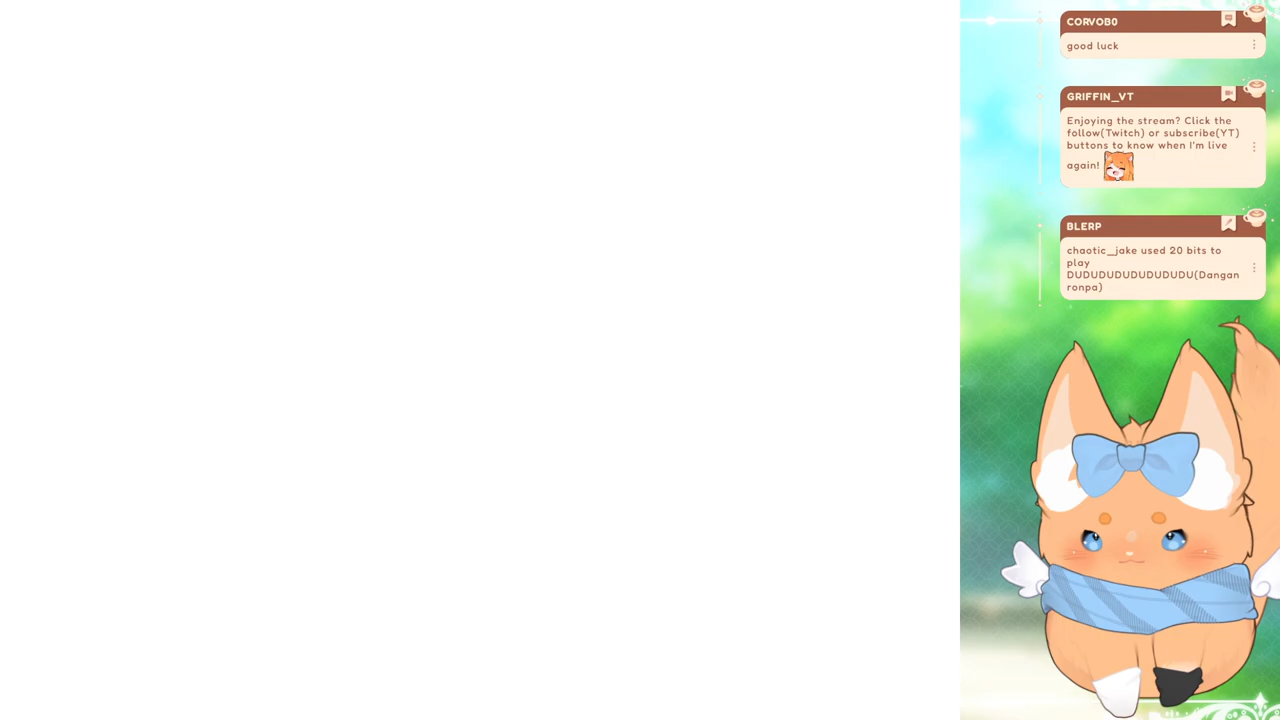 CORVOB0
good luck
GRIFFIN_VT
Enjoying the stream? Click the
follow(Twitch) or subscribe(YT)
buttons to know when I'm live
again!
BLERP
chaotic_jake used 20 bits to
play
DUDUDUDUDUDUDUDU(Dangan
ronpa)